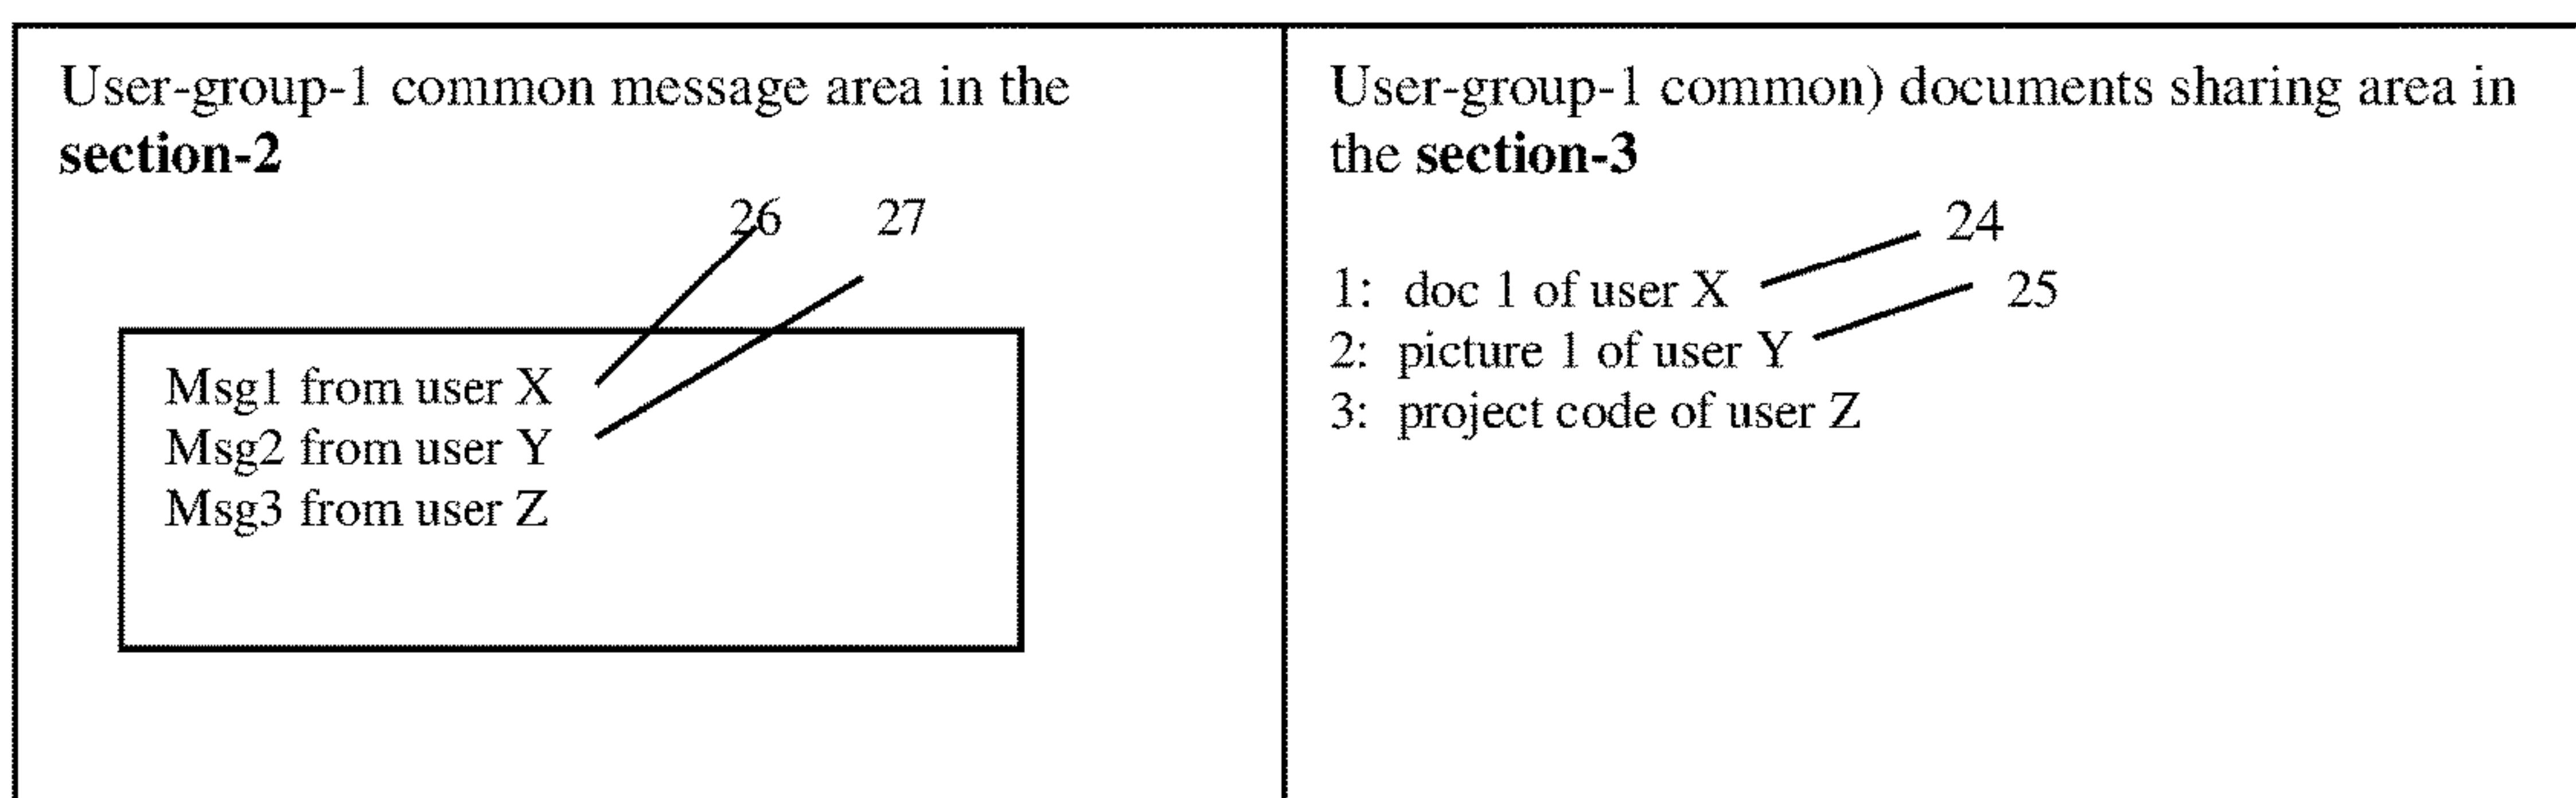 User-group-1 common message area in the
section-2
26 27
Msg1 from user X
Msg2 from user Y
Msg3 from user Z
User-group-1 common) documents sharing area in
the section-3
24
1: doc 1 of user X
25
2: picture 1 of user Y
3: project code of user Z